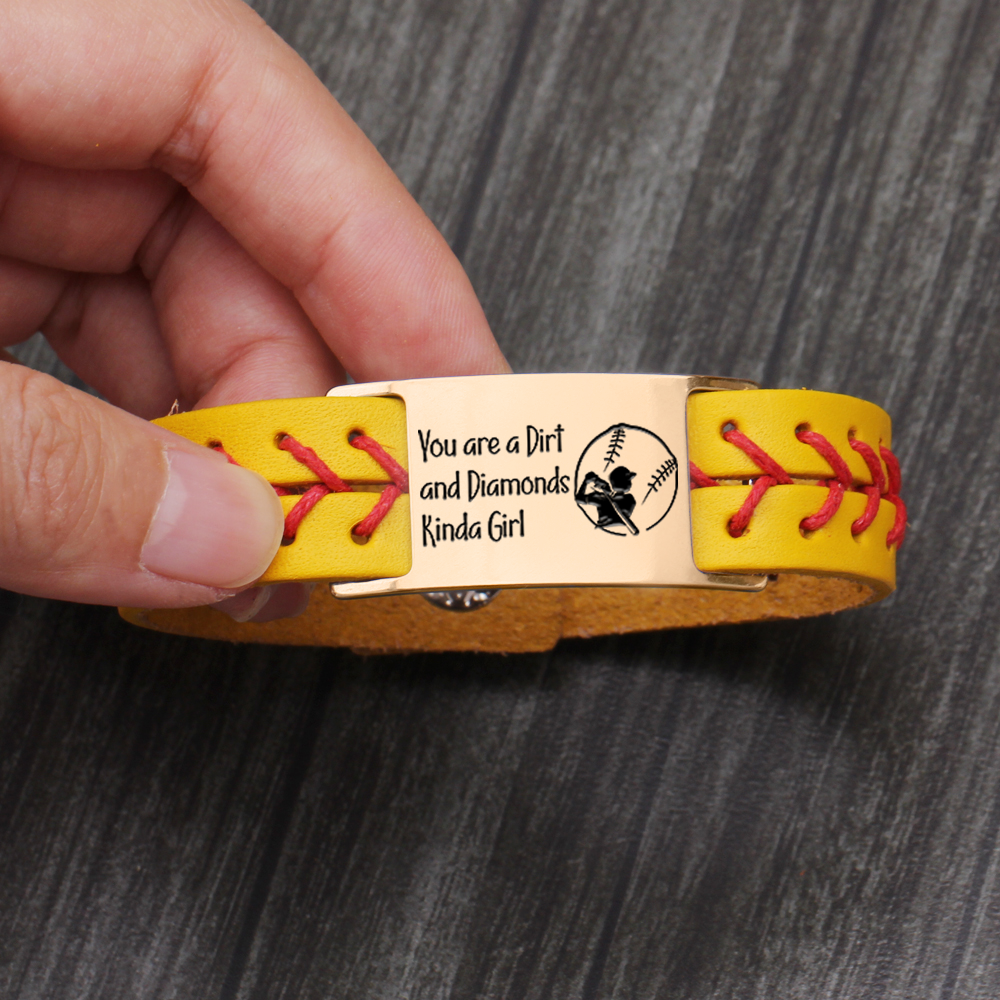 You are a Dirt
and Diamonds
Kinda Girl